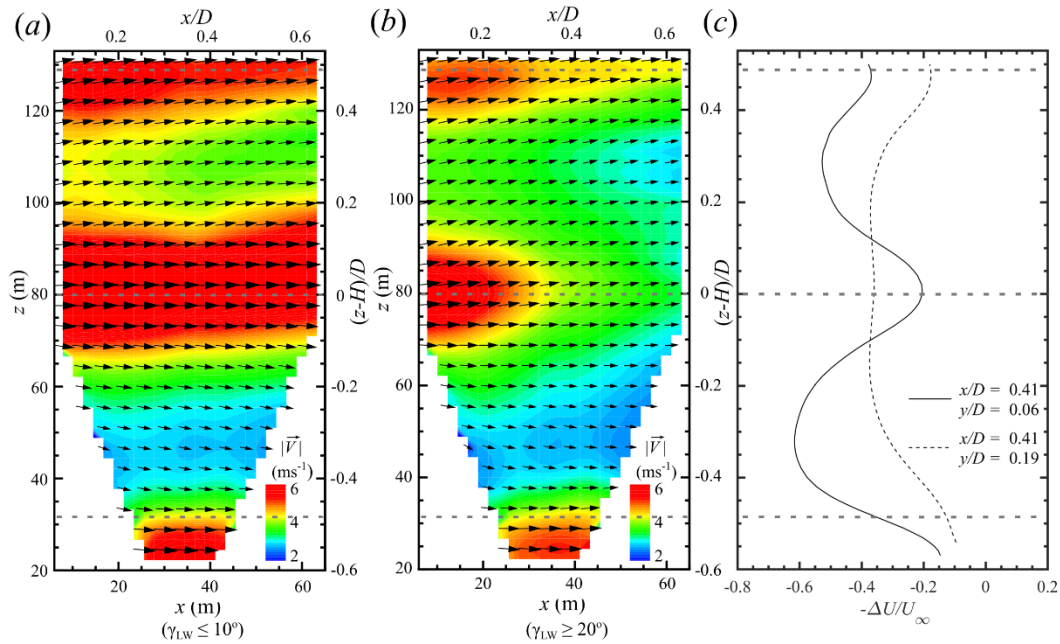 (a)
x/D
0.2 0.4 0.6
z (m)
120
100
80
60
40
20
0.4
0.2
0
-0.2
-0.4
-0.6
(z-H)/D
|V⃗|
(ms⁻¹)
6
4
2
20 40 60
x (m)
(γLW ≤ 10º)
(b)
x/D
0.2 0.4 0.6
z (m)
120
100
80
60
40
20
0.4
0.2
0
-0.2
-0.4
-0.6
(z-H)/D
|V⃗|
(ms⁻¹)
6
4
2
20 40 60
x (m)
(γLW ≥ 20º)
(c)
x/D = 0.41
y/D = 0.06
x/D = 0.41
y/D = 0.19
-0.8 -0.6 -0.4 -0.2 0 0.2
-ΔU/U∞